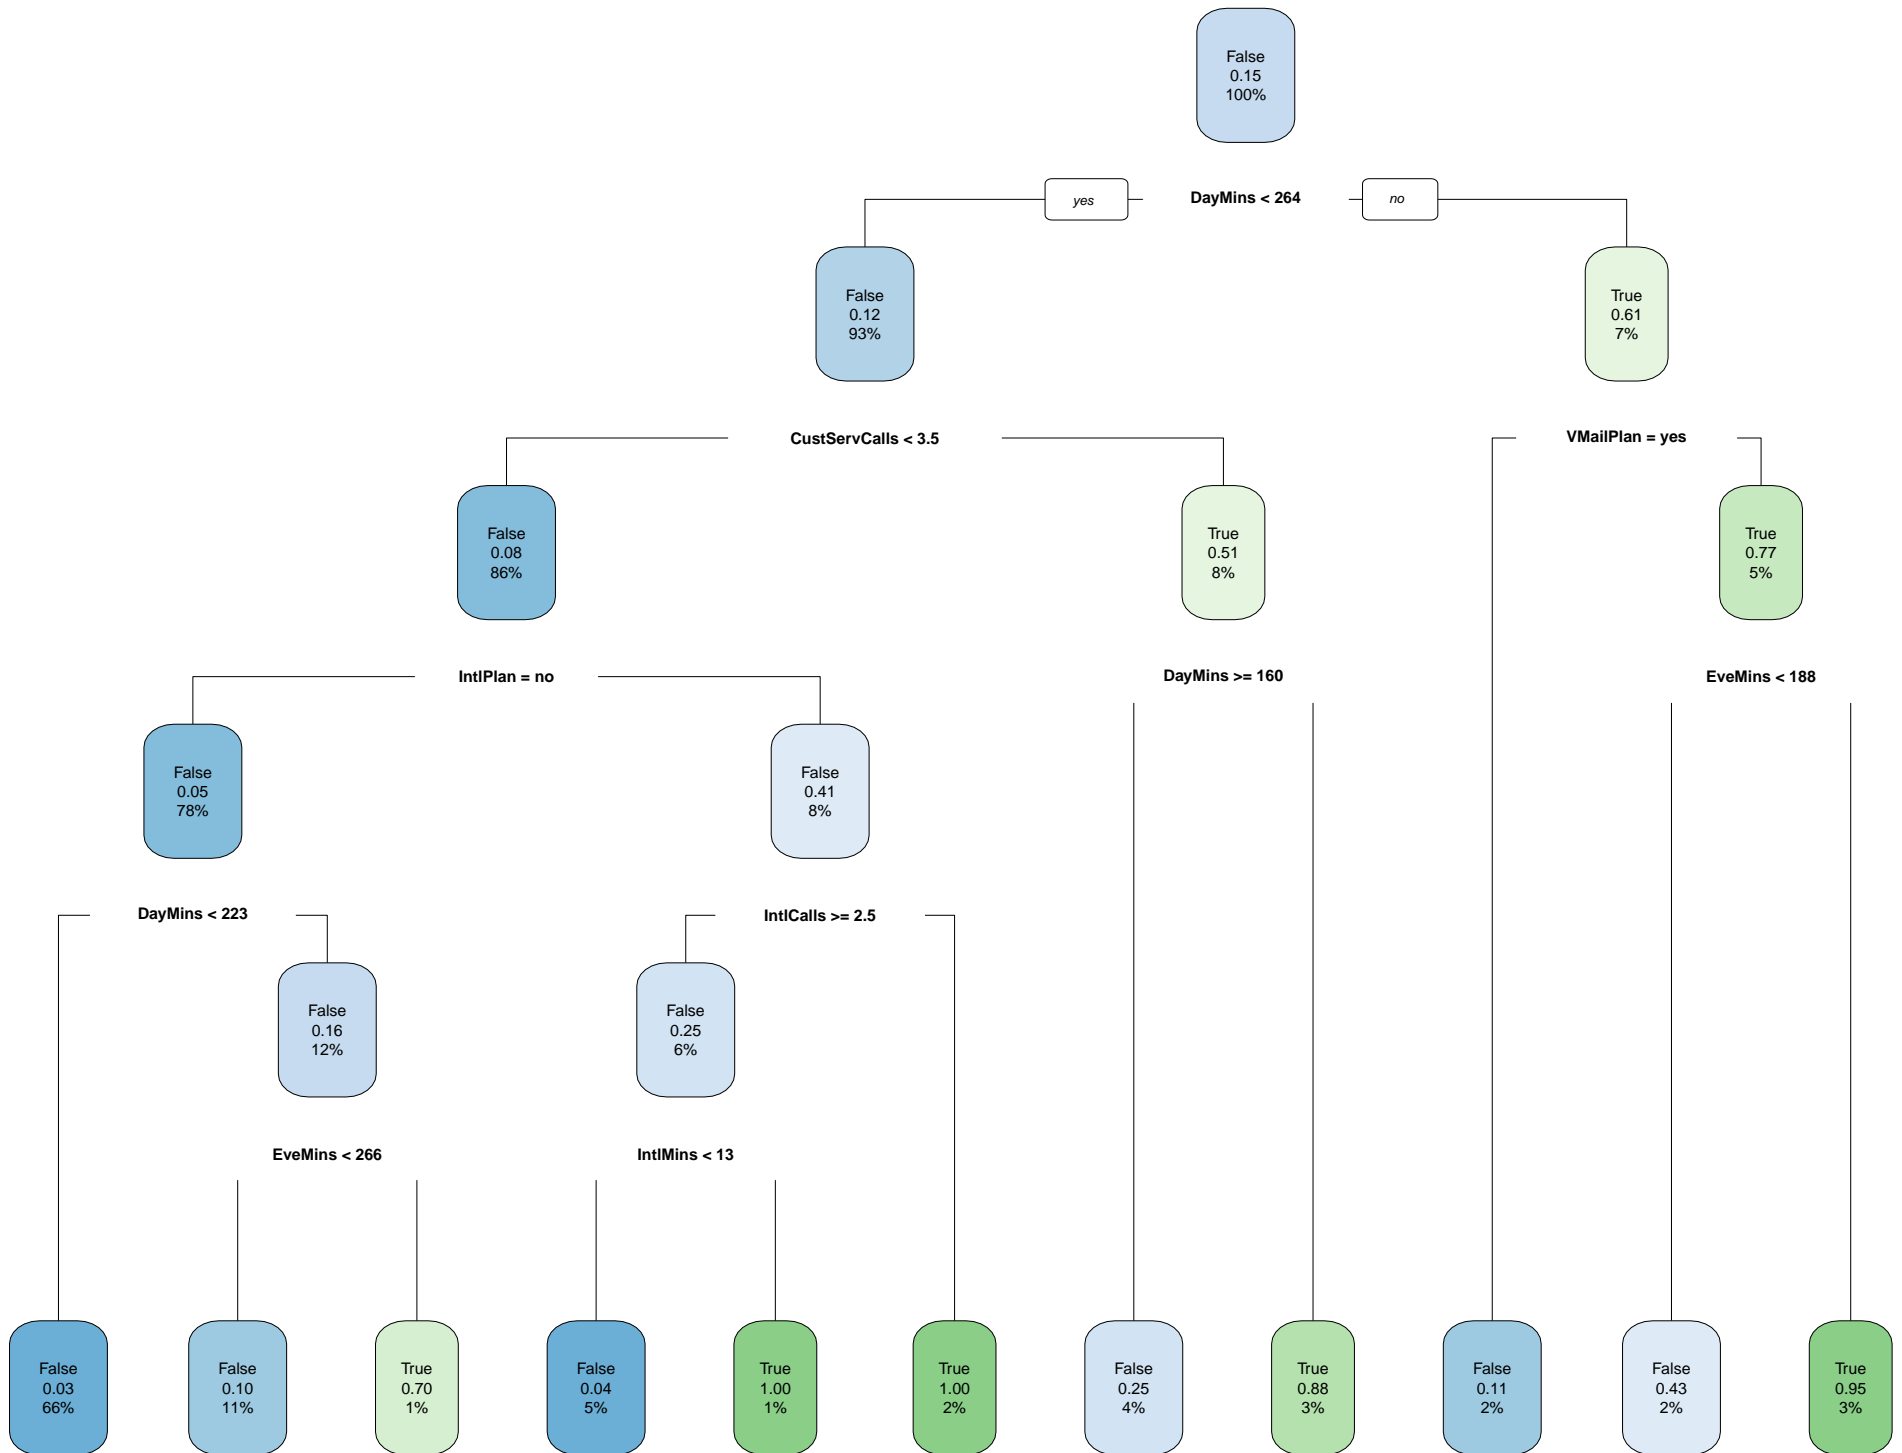 False
0.15
100%
yes
DayMins < 264
no
False
0.12
93%
True
0.61
7%
CustServCalls < 3.5
VMailPlan = yes
False
0.08
86%
True
0.51
8%
True
0.77
5%
IntlPlan = no
DayMins >= 160
EveMins < 188
False
0.05
78%
False
0.41
8%
DayMins < 223
IntlCalls >= 2.5
False
0.16
12%
False
0.25
6%
EveMins < 266
IntlMins < 13
False
0.03
66%
False
0.10
11%
True
0.70
1%
False
0.04
5%
True
1.00
1%
True
1.00
2%
False
0.25
4%
True
0.88
3%
False
0.11
2%
False
0.43
2%
True
0.95
3%